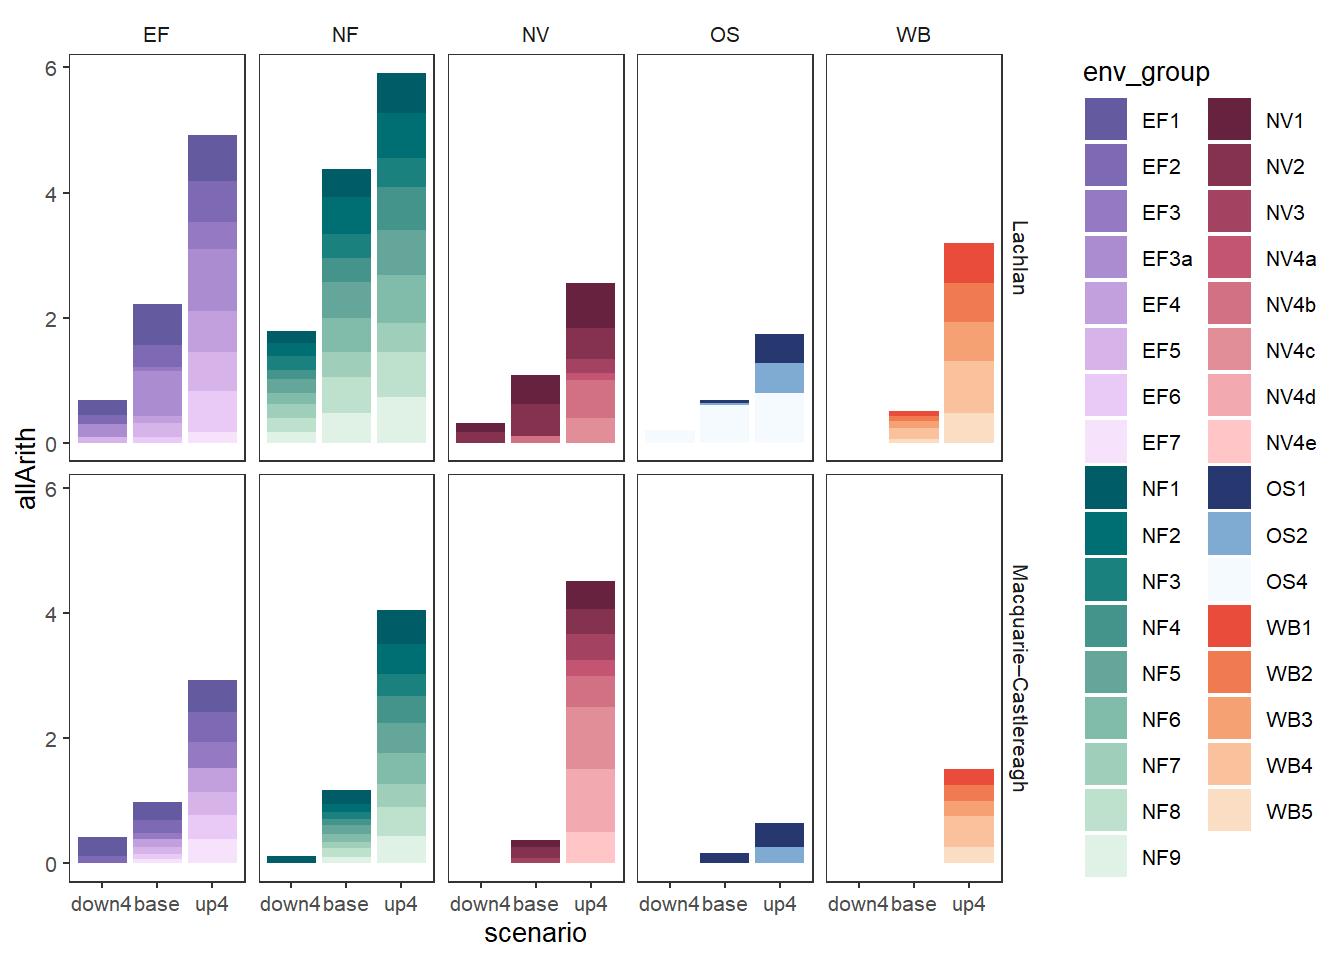 EF NF NV OS WB
allArith
6
4
2
0
Lachlan
6
4
2
0
Macquarie–Castlereagh
down4 base up4 down4 base up4 down4 base up4 down4 base up4 down4 base up4
scenario
env_group
EF1 NV1
EF2 NV2
EF3 NV3
EF3a NV4a
EF4 NV4b
EF5 NV4c
EF6 NV4d
EF7 NV4e
NF1 OS1
NF2 OS2
NF3 OS4
NF4 WB1
NF5 WB2
NF6 WB3
NF7 WB4
NF8 WB5
NF9